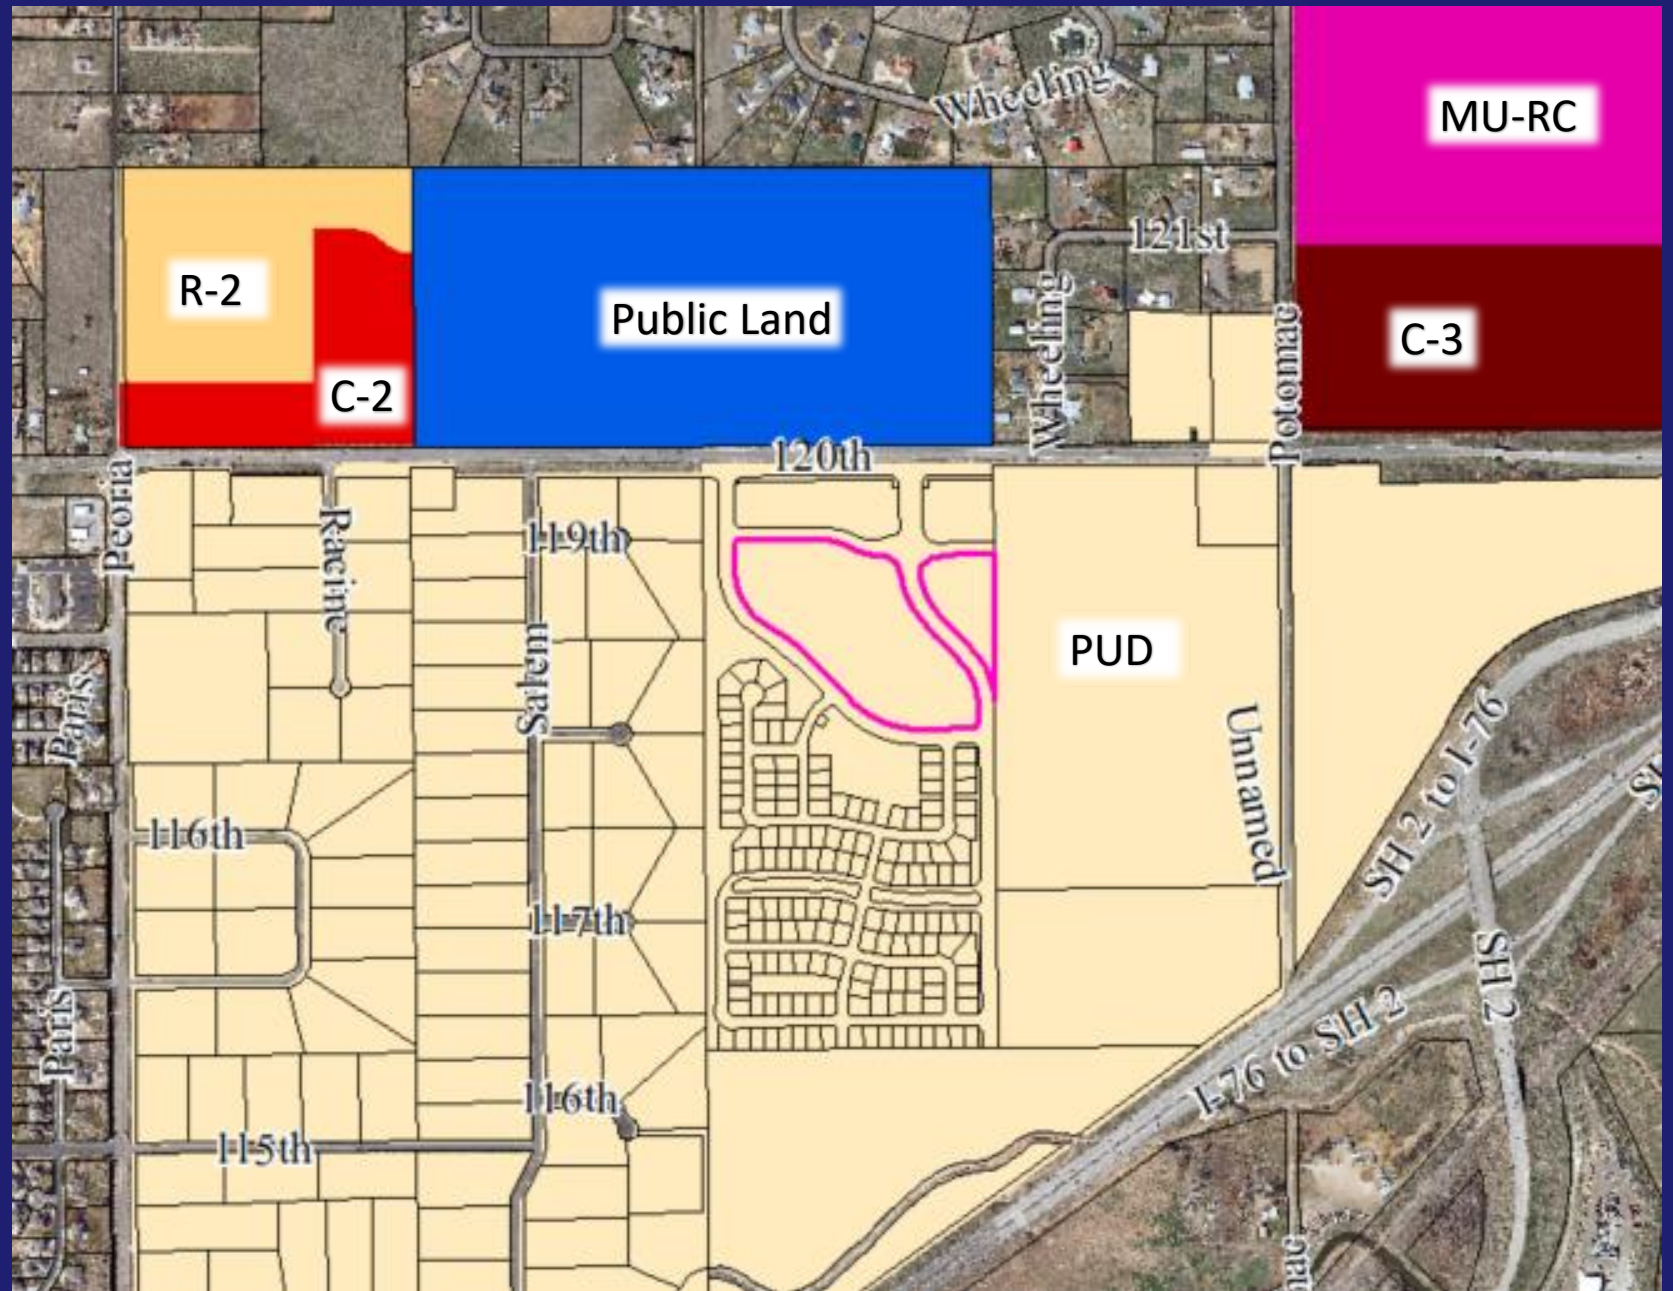 Wheeling
MU-RC
121st
R-2
Public Land
Wheeling
Potomac
C-3
C-2
120th
Peoria
Racine
119th
Salem
PUD
Paris
Unnamed
SH 2 to I-76
116th
117th
SH 2
Paris
I-76 to SH 2
116th
115th